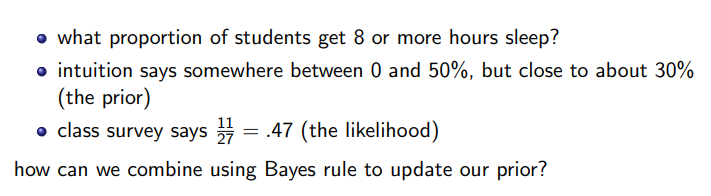 • what proportion of students get 8 or more hours sleep?
• intuition says somewhere between 0 and 50%, but close to about 30%
(the prior)
• class survey says 11/27 = .47 (the likelihood)
how can we combine using Bayes rule to update our prior?